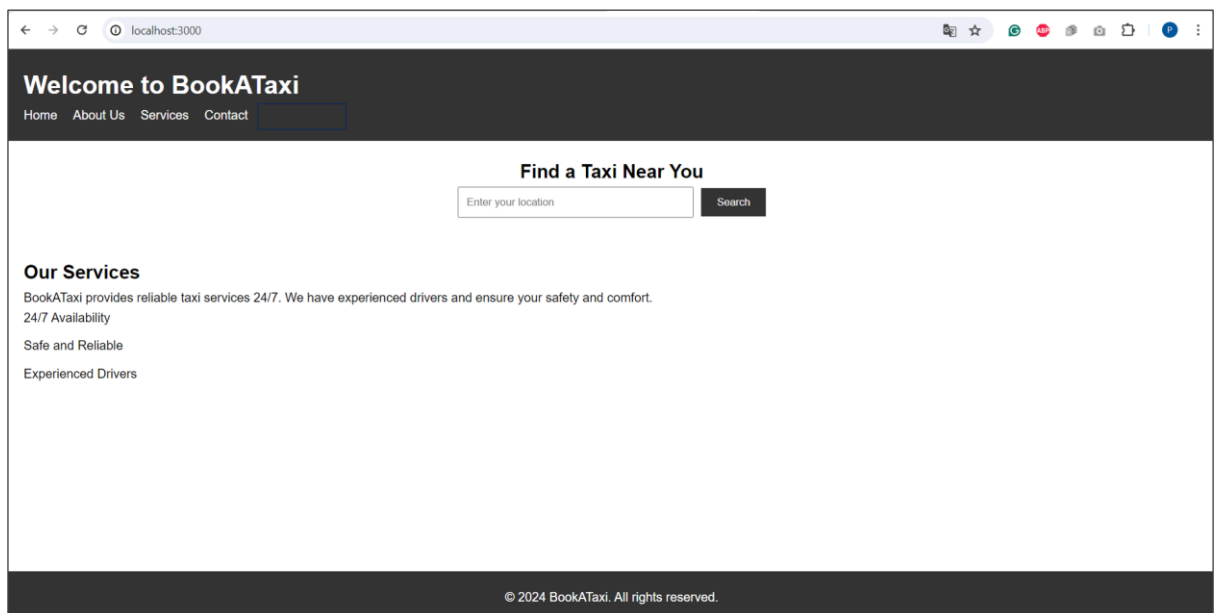 localhost:3000
G
ABP
P
Welcome to BookATaxi
Home About Us Services Contact
Find a Taxi Near You
Enter your location Search
Our Services
BookATaxi provides reliable taxi services 24/7. We have experienced drivers and ensure your safety and comfort.
24/7 Availability
Safe and Reliable
Experienced Drivers
© 2024 BookATaxi. All rights reserved.